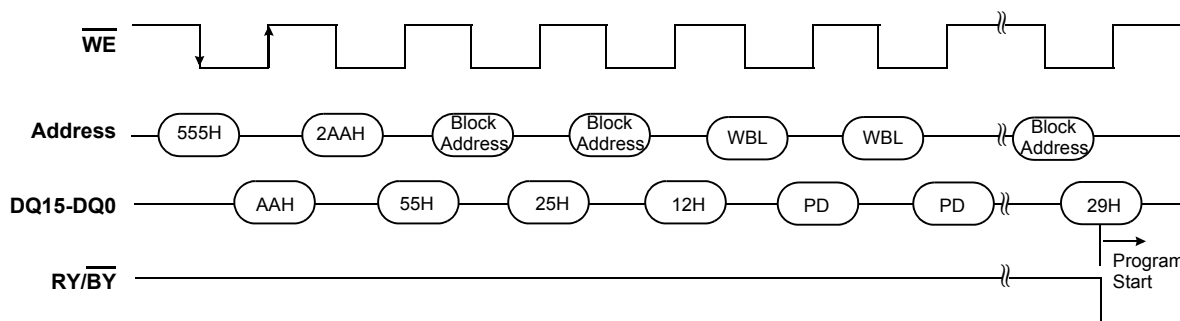 WE
Address
555H
2AAH
Block
Address
Block
Address
WBL
WBL
Block
Address
DQ15-DQ0
AAH
55H
25H
12H
PD
PD
29H
Program
Start
RY/BY